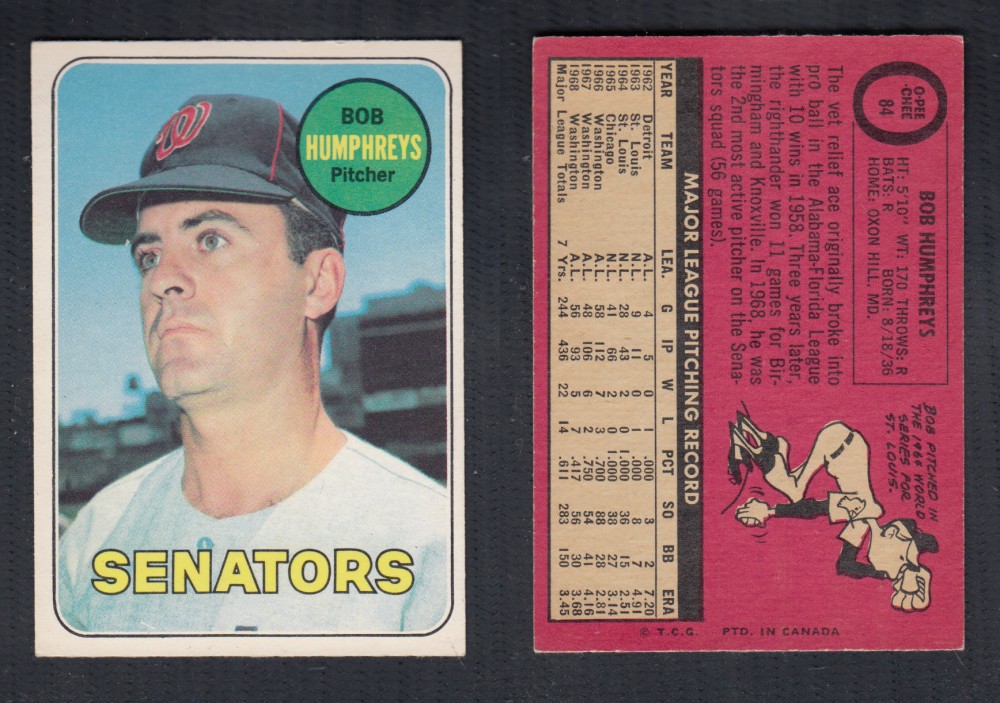 W
BOB
HUMPHREYS
Pitcher
SENATORS
O-PEE
-CHEE
84
BOB HUMPHREYS
HT: 5'10" WT: 170 THROWS: R
BATS: R BORN: 8/18/36
HOME: OXON HILL, MD.
The vet relief ace originally broke into
pro ball in the Alabama-Florida League
with 10 wins in 1958. Three years later,
the righthander won 11 games for Bir-
mingham and Knoxville. In 1968, he was
the 2nd most active pitcher on the Sena-
tors squad (56 games).
BOB PITCHED IN
THE 1964 WORLD
SERIES FOR
ST. LOUIS.
MAJOR LEAGUE PITCHING RECORD
YEAR TEAM LEA. G IP W L PCT SO BB ERA
1962 Detroit A.L. 4 5 0 1 .000 3 2 7.20
1963 St. Louis N.L. 9 11 0 1 .000 8 7 4.91
1964 St. Louis N.L. 28 43 2 0 1.000 36 15 2.51
1965 Chicago N.L. 41 66 2 0 1.000 38 27 3.14
1966 Washington A.L. 58 112 7 3 .700 88 28 2.81
1967 Washington A.L. 48 106 6 2 .750 54 41 4.16
1968 Washington A.L. 56 93 5 7 .417 56 30 3.68
Major League Totals 7 Yrs. 244 436 22 14 .611 283 150 3.45
© T.C.G. PTD. IN CANADA